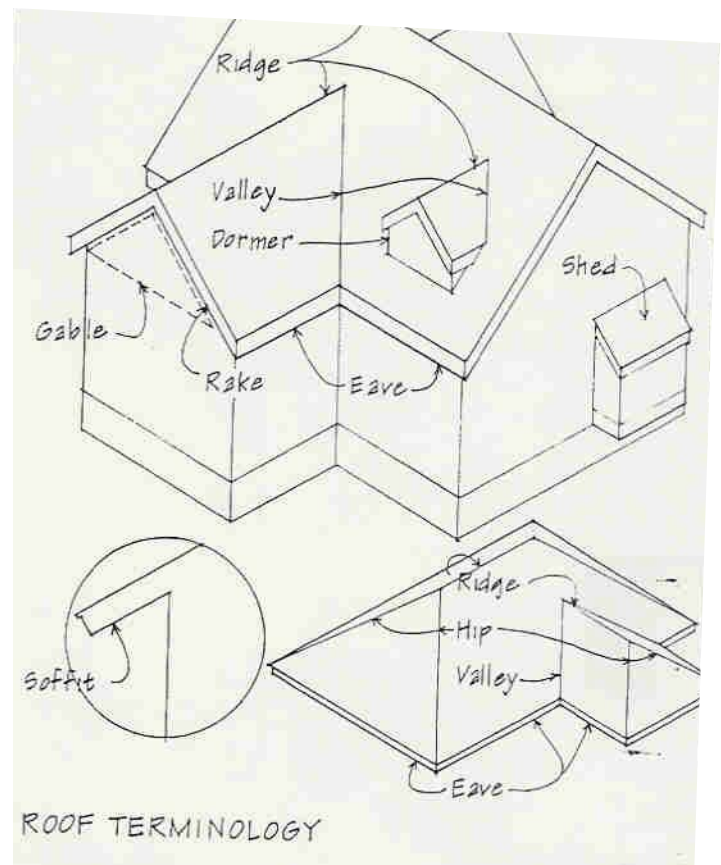 Ridge
Valley
Dormer
Shed
Gable
Rake
Eave
Ridge
Hip
Soffit
Valley
Eave
ROOF TERMINOLOGY